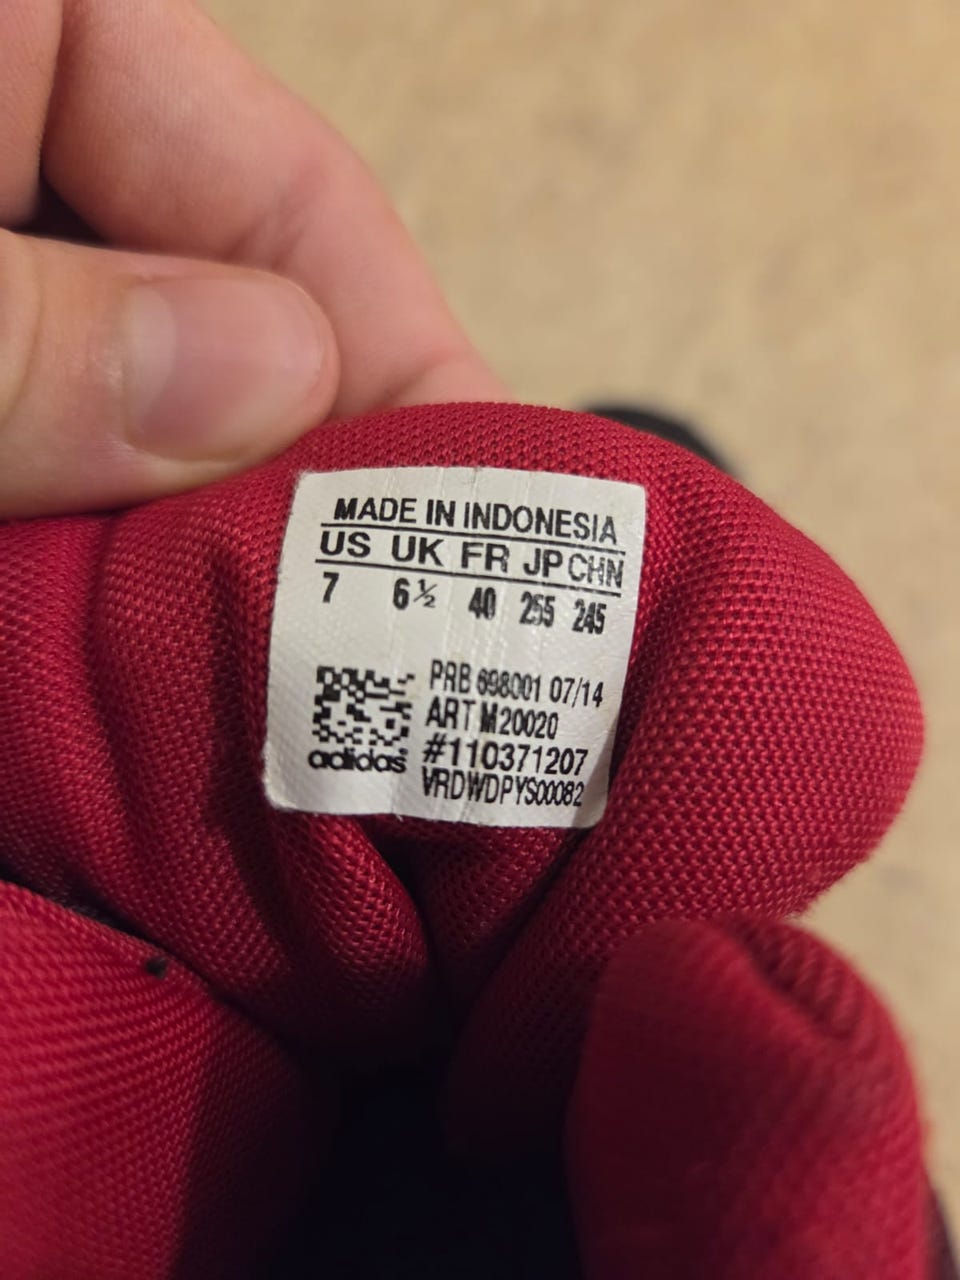 MADE IN INDONESIA
US UK FR JP CHN
7 6½ 40 255 245
PRB 698001 07/14
ART M20020
#110371207
adidas VRDWDPYS00082